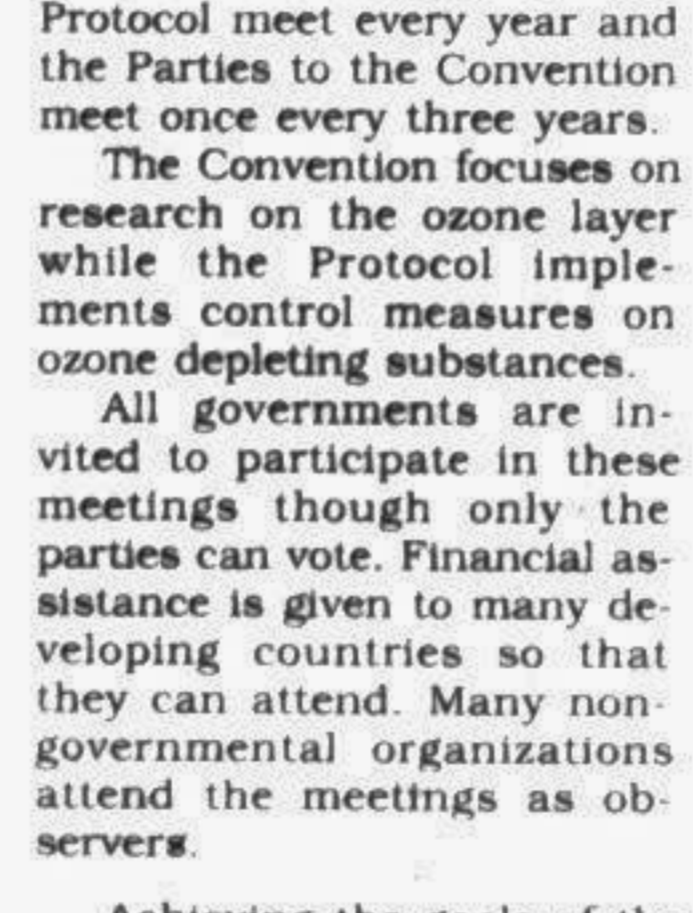 Protocol meet every year and
the Parties to the Convention
meet once every three years.
The Convention focuses on
research on the ozone layer
while the Protocol imple-
ments control measures on
ozone depleting substances.
All governments are in-
vited to participate in these
meetings though only the
parties can vote. Financial as-
sistance is given to many de-
veloping countries so that
they can attend. Many non-
governmental organizations
attend the meetings as ob-
servers.